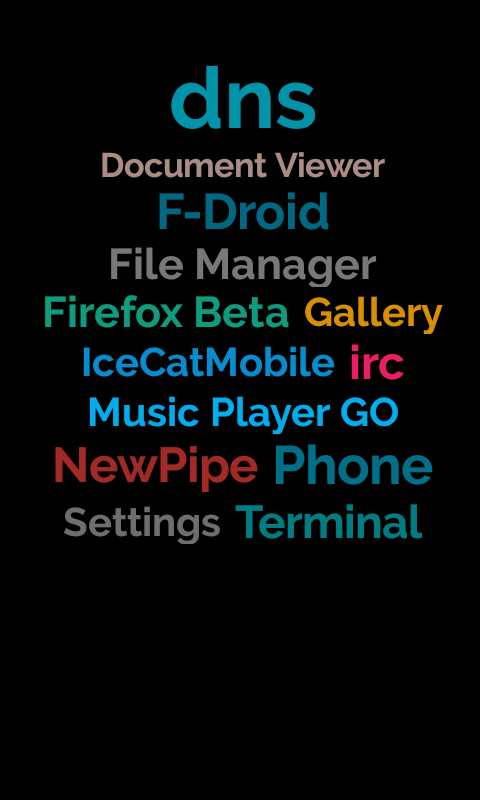 dns
Document Viewer
F-Droid
File Manager
Firefox Beta Gallery
IceCatMobile irc
Music Player GO
NewPipe Phone
Settings Terminal